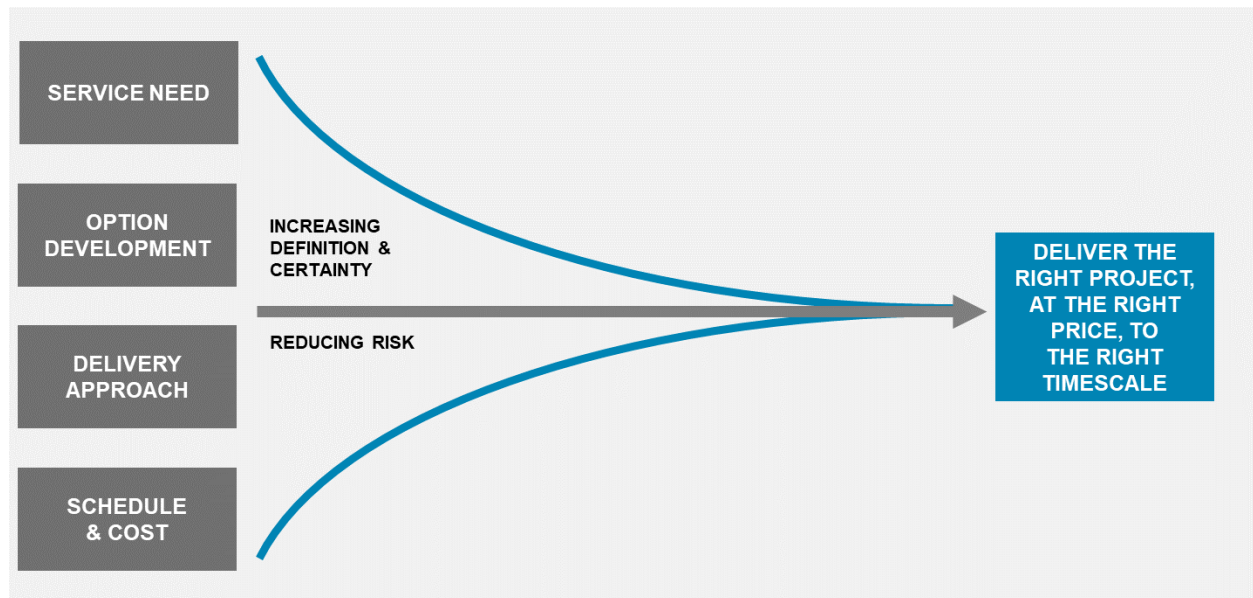 SERVICE NEED
OPTION
DEVELOPMENT
DELIVERY
APPROACH
SCHEDULE
& COST
INCREASING
DEFINITION &
CERTAINTY
REDUCING RISK
DELIVER THE
RIGHT PROJECT,
AT THE RIGHT
PRICE, TO
THE RIGHT
TIMESCALE